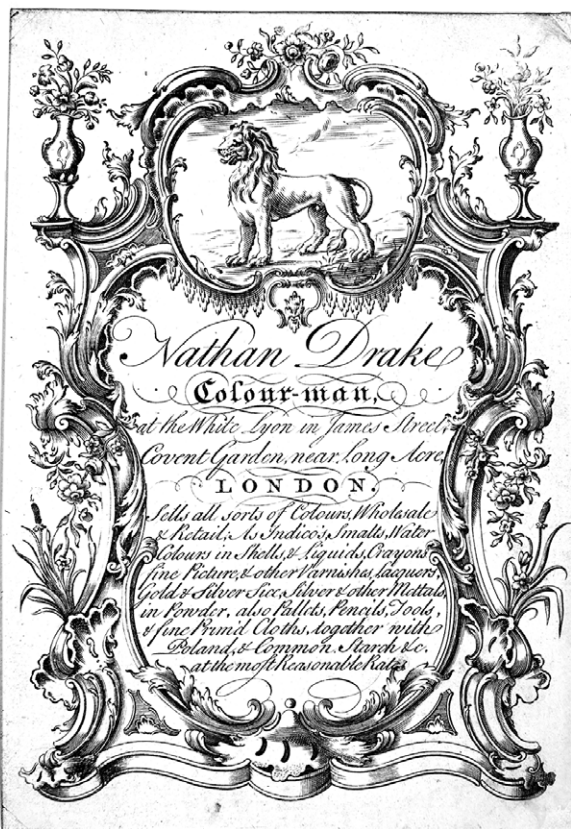 Nathan Drake
Colour-man,
at the White Lyon in James Street,
Covent Garden, near Long Acre,
LONDON.
Sells all sorts of Colours, Wholesale
& Retail; As Indico's, Smalts, Water
Colours in Shells, & Liquids, Crayons
fine Picture, & other Varnishes, Lacquers,
Gold & Silver Size, Silver & other Mettals
in Powder, also Pallets, Pencils, Tools,
& fine Prim'd Cloths, together with
Poland, & Common Starch &c.
at the most Reasonable Rates